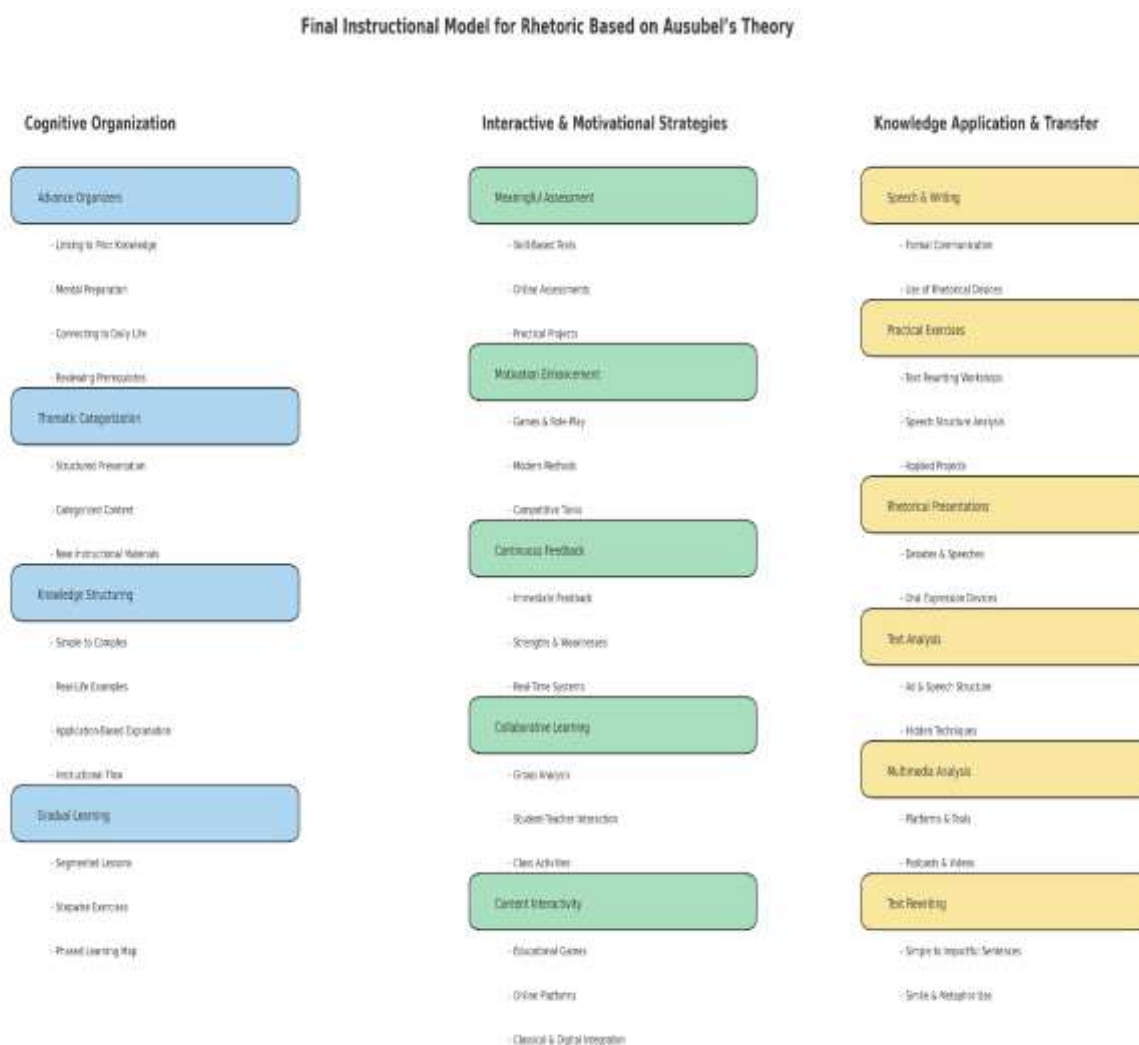 Final Instructional Model for Rhetoric Based on Ausubel's Theory
Cognitive Organization
Advance Organizers
- Linking to Prior Knowledge
- Mental Preparation
- Connecting to Daily Life
- Reviewing Prerequisites
Thematic Categorization
- Structured Presentation
- Categorized Content
- New Instructional Materials
Knowledge Structuring
- Simple to Complex
- Real-Life Examples
- Application-Based Explanation
- Instructional Flow
Gradual Learning
- Segmented Lessons
- Stepwise Exercises
- Phased Learning Map
Interactive & Motivational Strategies
Meaningful Assessment
- Skill-Based Tests
- Online Assessments
- Practical Projects
Motivation Enhancement
- Games & Role-Play
- Modern Methods
- Competitive Tasks
Continuous Feedback
- Immediate Feedback
- Strengths & Weaknesses
- Real-Time Systems
Collaborative Learning
- Group Analysis
- Student-Teacher Interaction
- Class Activities
Content Interactivity
- Educational Games
- Online Platforms
- Classical & Digital Integration
Knowledge Application & Transfer
Speech & Writing
- Formal Communication
- Use of Rhetorical Devices
Practical Exercises
- Text Rewriting Workshops
- Speech Structure Analysis
- Applied Projects
Rhetorical Presentations
- Debates & Speeches
- Oral Expression Devices
Text Analysis
- Ad & Speech Structure
- Hidden Techniques
Multimedia Analysis
- Platforms & Tools
- Podcasts & Videos
Text Rewriting
- Simple to Impactful Sentences
- Simile & Metaphor Use